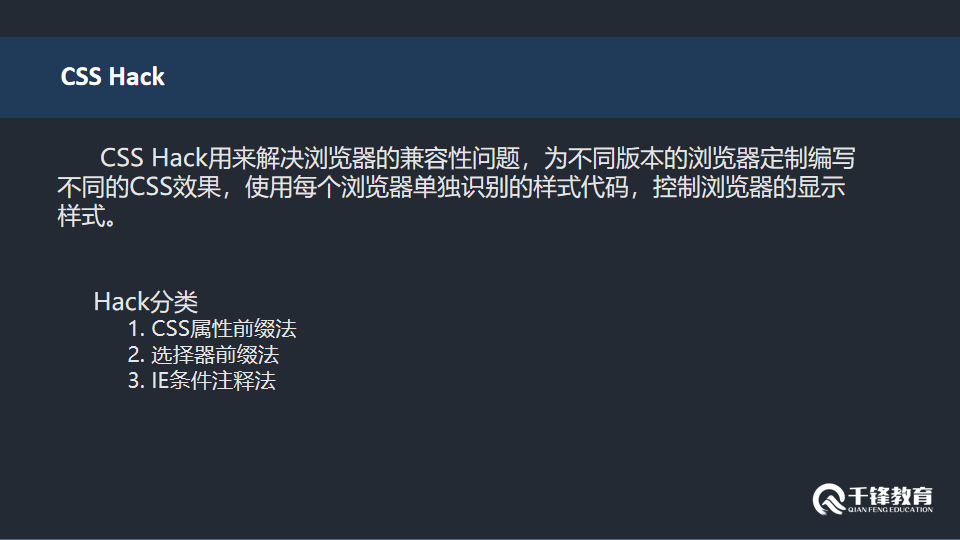 CSS Hack
CSS Hack用来解决浏览器的兼容性问题，为不同版本的浏览器定制编写
不同的CSS效果，使用每个浏览器单独识别的样式代码，控制浏览器的显示
样式。
Hack分类
1. CSS属性前缀法
2. 选择器前缀法
3. IE条件注释法
千锋教育
QIAN FENG EDUCATION